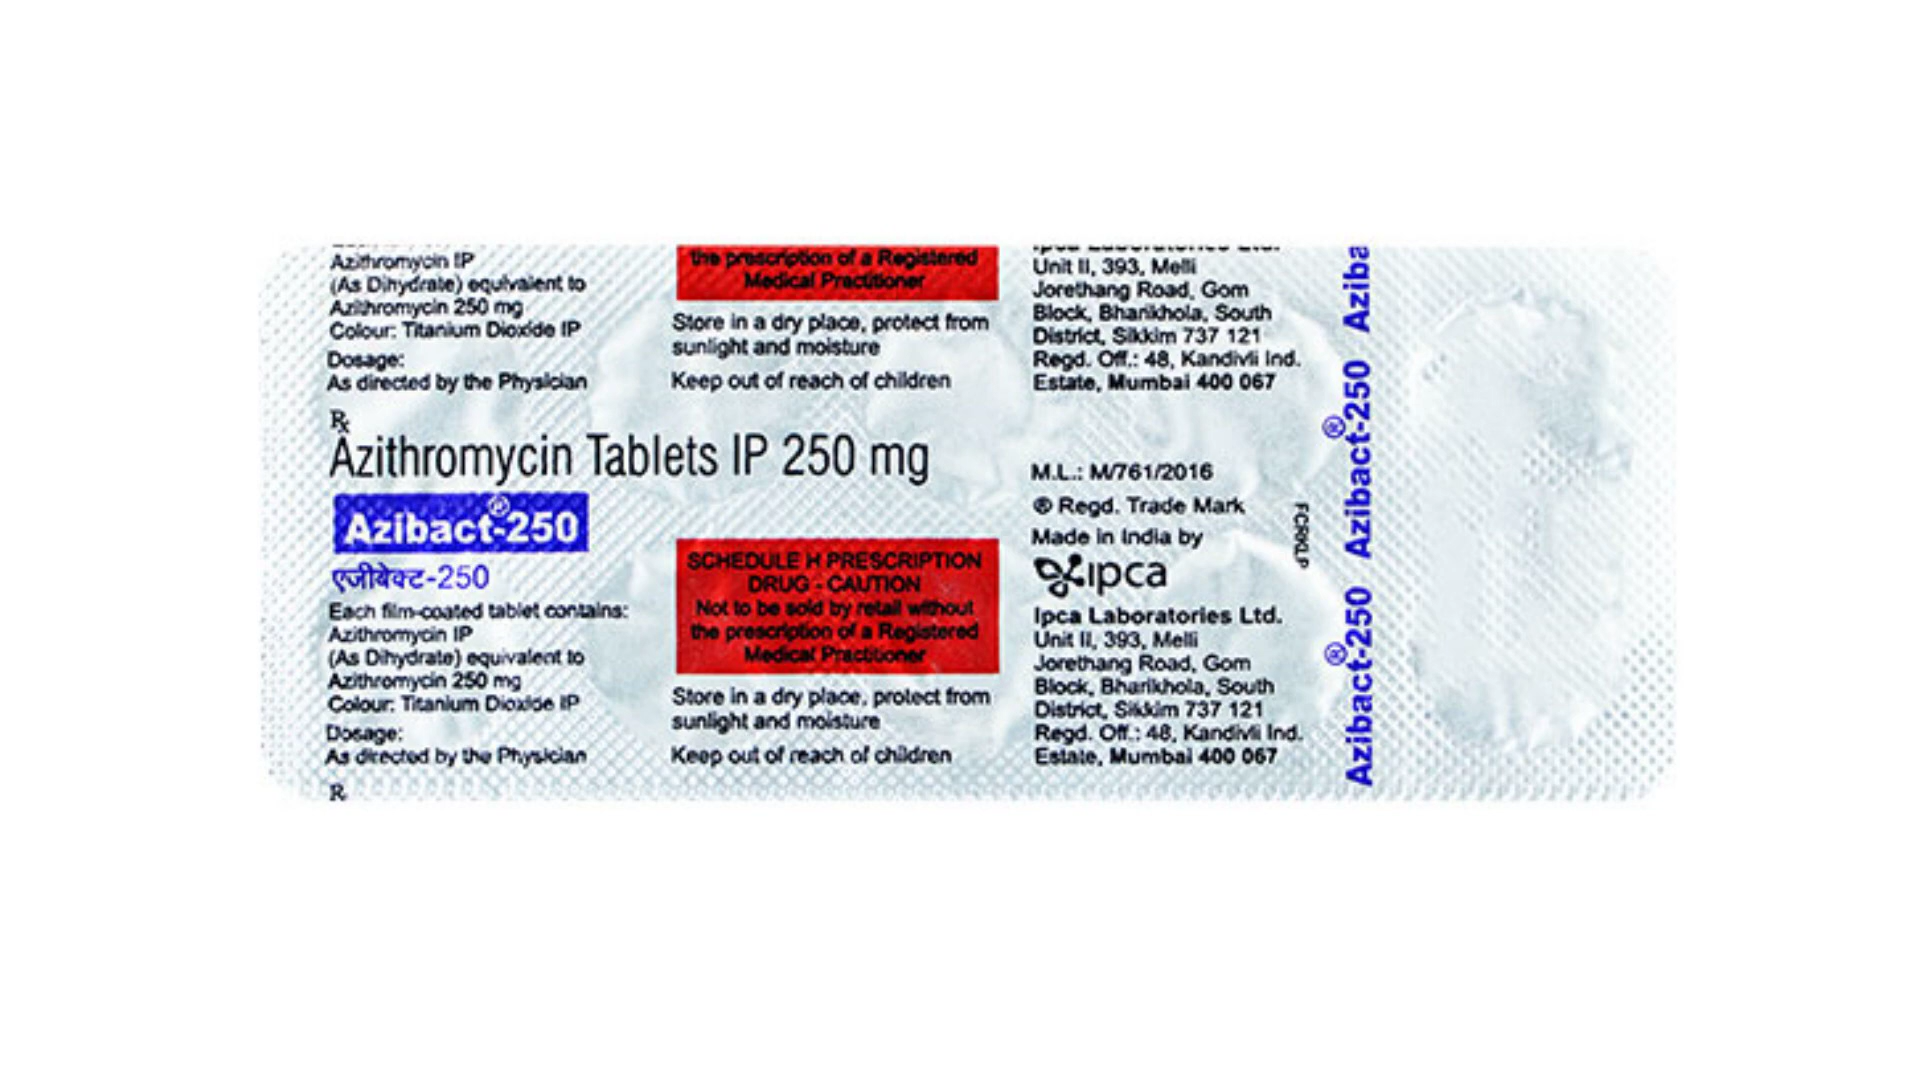 Azithromycin IP
(As Dihydrate) equivalent to
Azithromycin 250 mg
Colour: Titanium Dioxide IP
Dosage:
As directed by the Physician
the prescription of a Registered
Medical Practitioner
Store in a dry place, protect from
sunlight and moisture
Keep out of reach of children
Ipca Laboratories Ltd.
Unit II, 393, Melli
Jorethang Road, Gom
Block, Bharikhola, South
District, Sikkim 737 121
Regd. Off.: 48, Kandivli Ind.
Estate, Mumbai 400 067
Rx
Azithromycin Tablets IP 250 mg
Azibact®-250
एजीबेक्ट-250
Each film-coated tablet contains:
Azithromycin IP
(As Dihydrate) equivalent to
Azithromycin 250 mg
Colour: Titanium Dioxide IP
Dosage:
As directed by the Physician
Rx
SCHEDULE H PRESCRIPTION
DRUG - CAUTION
Not to be sold by retail without
the prescription of a Registered
Medical Practitioner
Store in a dry place, protect from
sunlight and moisture
Keep out of reach of children
M.L.: M/761/2016
® Regd. Trade Mark
Made in India by
ipca
Ipca Laboratories Ltd.
Unit II, 393, Melli
Jorethang Road, Gom
Block, Bharikhola, South
District, Sikkim 737 121
Regd. Off.: 48, Kandivli Ind.
Estate, Mumbai 400 067
Azibact®-250 Azibact®-250 Aziba